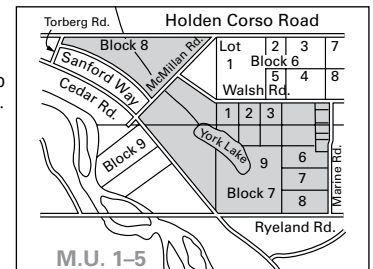 Torberg Rd.
Holden Corso Road
Block 8
McMillan Rd.
Sanford Way
Cedar Rd.
Lot
1
2
3
7
Block 6
5
4
8
Walsh Rd.
1
2
3
York Lake
9
6
7
8
Block 7
Marine Rd.
Block 9
Ryeland Rd.
M.U. 1–5